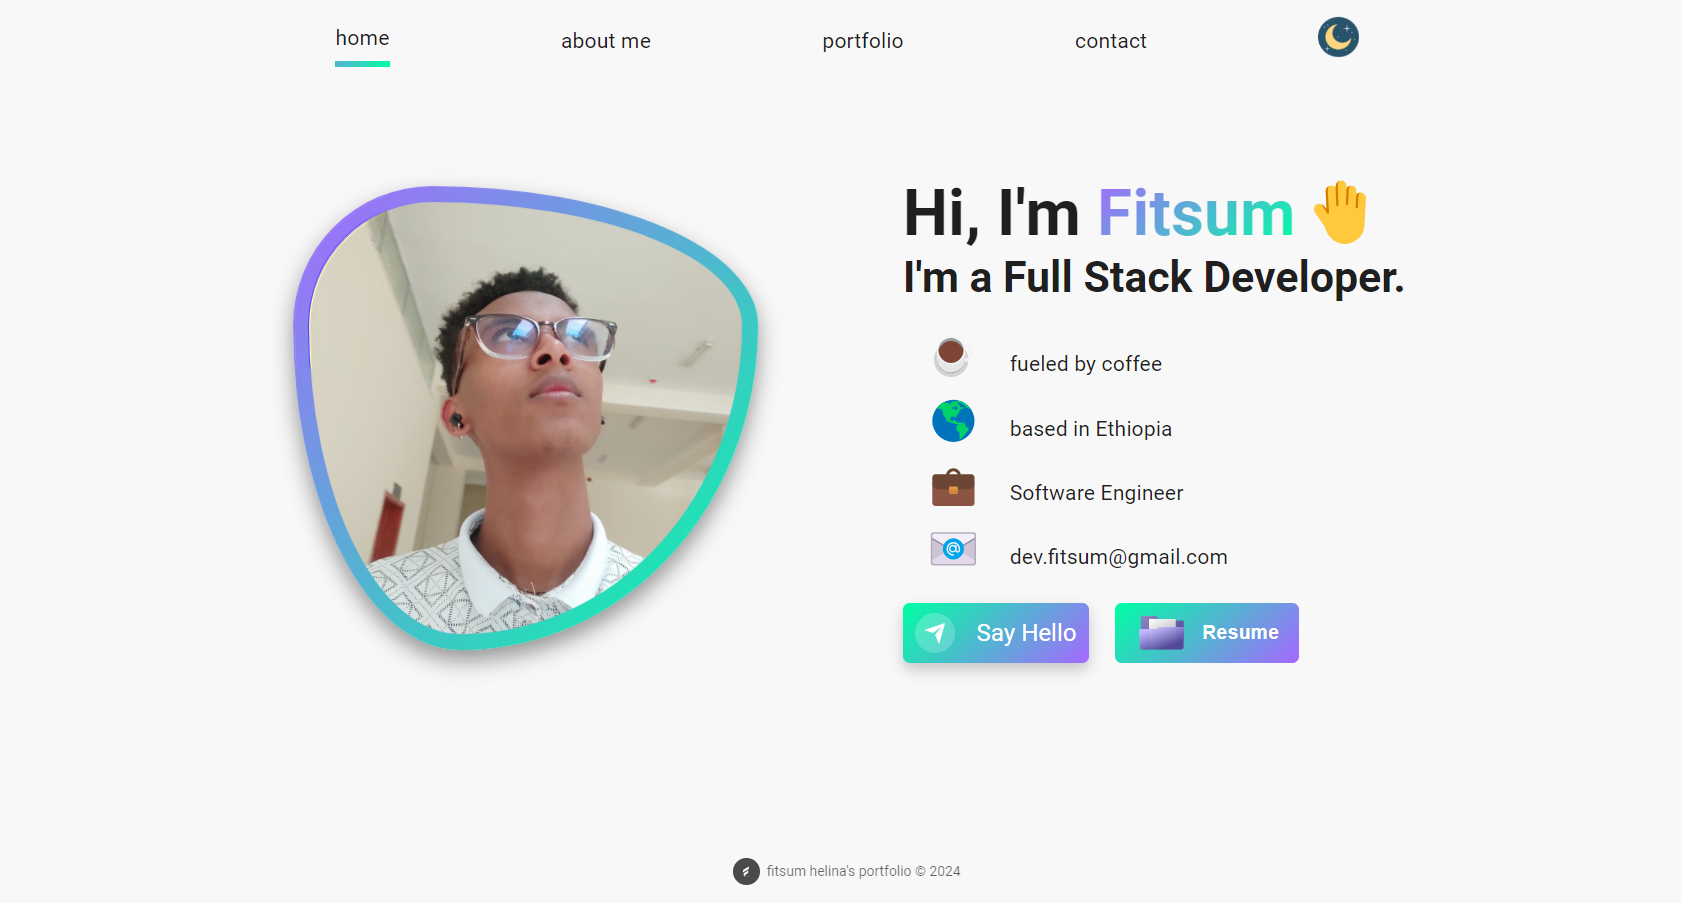 home
about me
portfolio
contact
Hi, I'm Fitsum
I'm a Full Stack Developer.
fueled by coffee
based in Ethiopia
Software Engineer
dev.fitsum@gmail.com
Say Hello
Resume
fitsum helina's portfolio © 2024